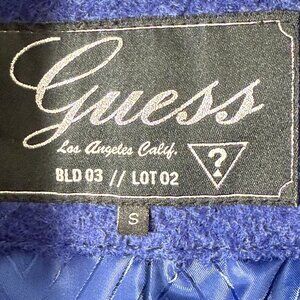 Guess
Los Angeles Calif.
BLD 03 // LOT 02
?
S